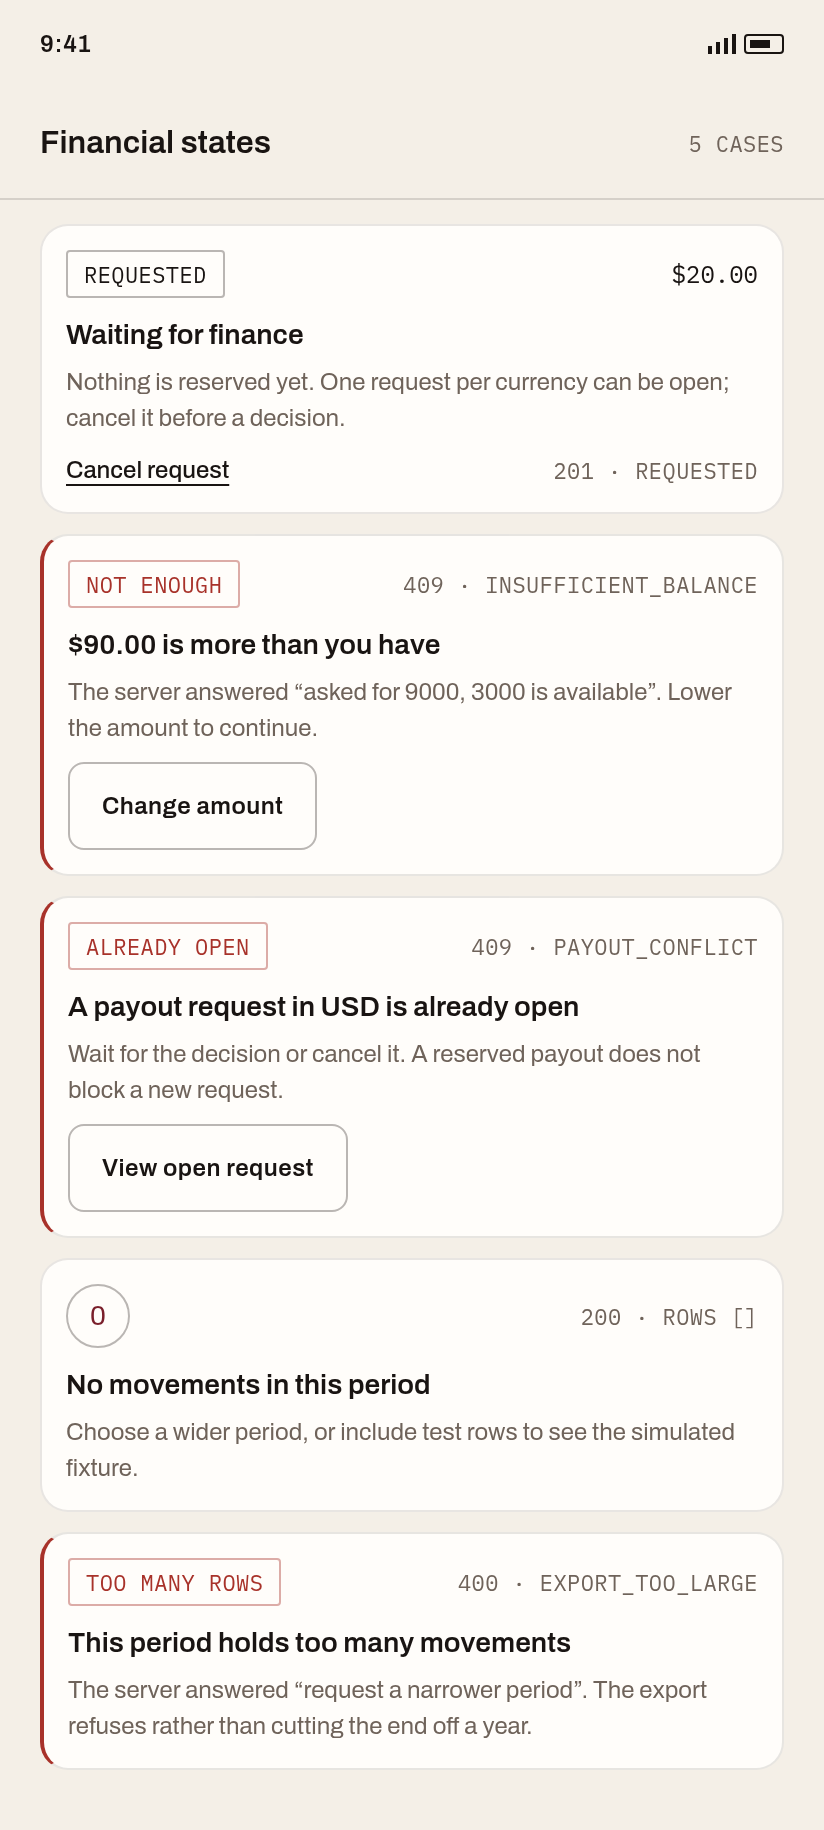 9:41
Financial states
5 CASES
REQUESTED
$20.00
Waiting for finance
Nothing is reserved yet. One request per currency can be open;
cancel it before a decision.
Cancel request
201 · REQUESTED
NOT ENOUGH
409 · INSUFFICIENT_BALANCE
$90.00 is more than you have
The server answered “asked for 9000, 3000 is available”. Lower
the amount to continue.
Change amount
ALREADY OPEN
409 · PAYOUT_CONFLICT
A payout request in USD is already open
Wait for the decision or cancel it. A reserved payout does not
block a new request.
View open request
0
200 · ROWS []
No movements in this period
Choose a wider period, or include test rows to see the simulated
fixture.
TOO MANY ROWS
400 · EXPORT_TOO_LARGE
This period holds too many movements
The server answered “request a narrower period”. The export
refuses rather than cutting the end off a year.